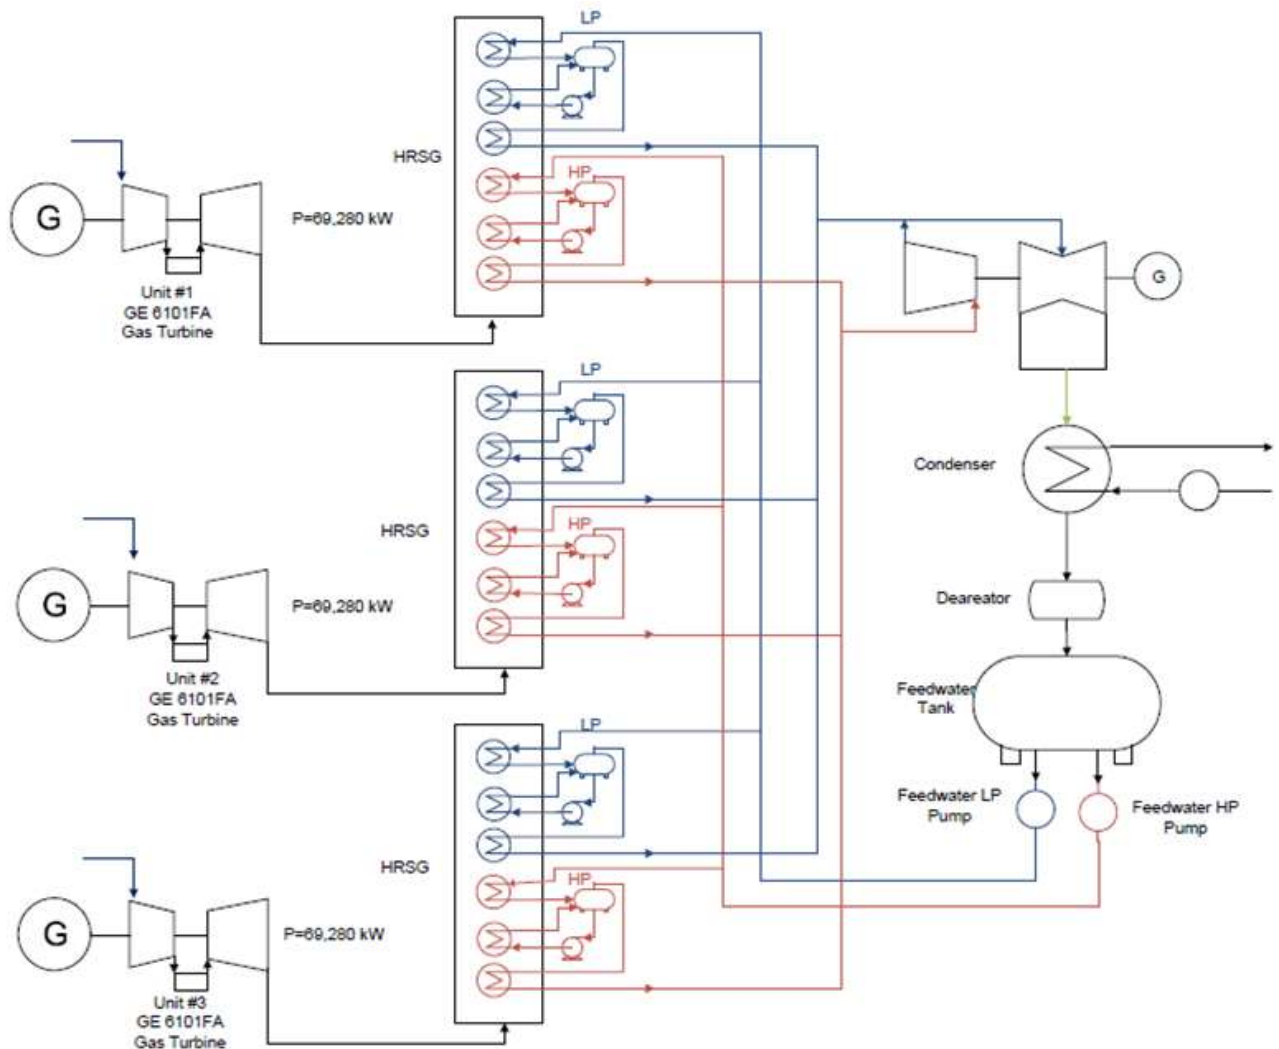 LP
HRSG
HP
G
P=69,280 kW
Unit #1
GE 6101FA
Gas Turbine
G
LP
Condenser
HRSG
HP
G
P=69,280 kW
Deareator
Unit #2
GE 6101FA
Gas Turbine
Feedwater
Tank
LP
Feedwater LP
Pump
Feedwater HP
Pump
HRSG
HP
G
P=69,280 kW
Unit #3
GE 6101FA
Gas Turbine